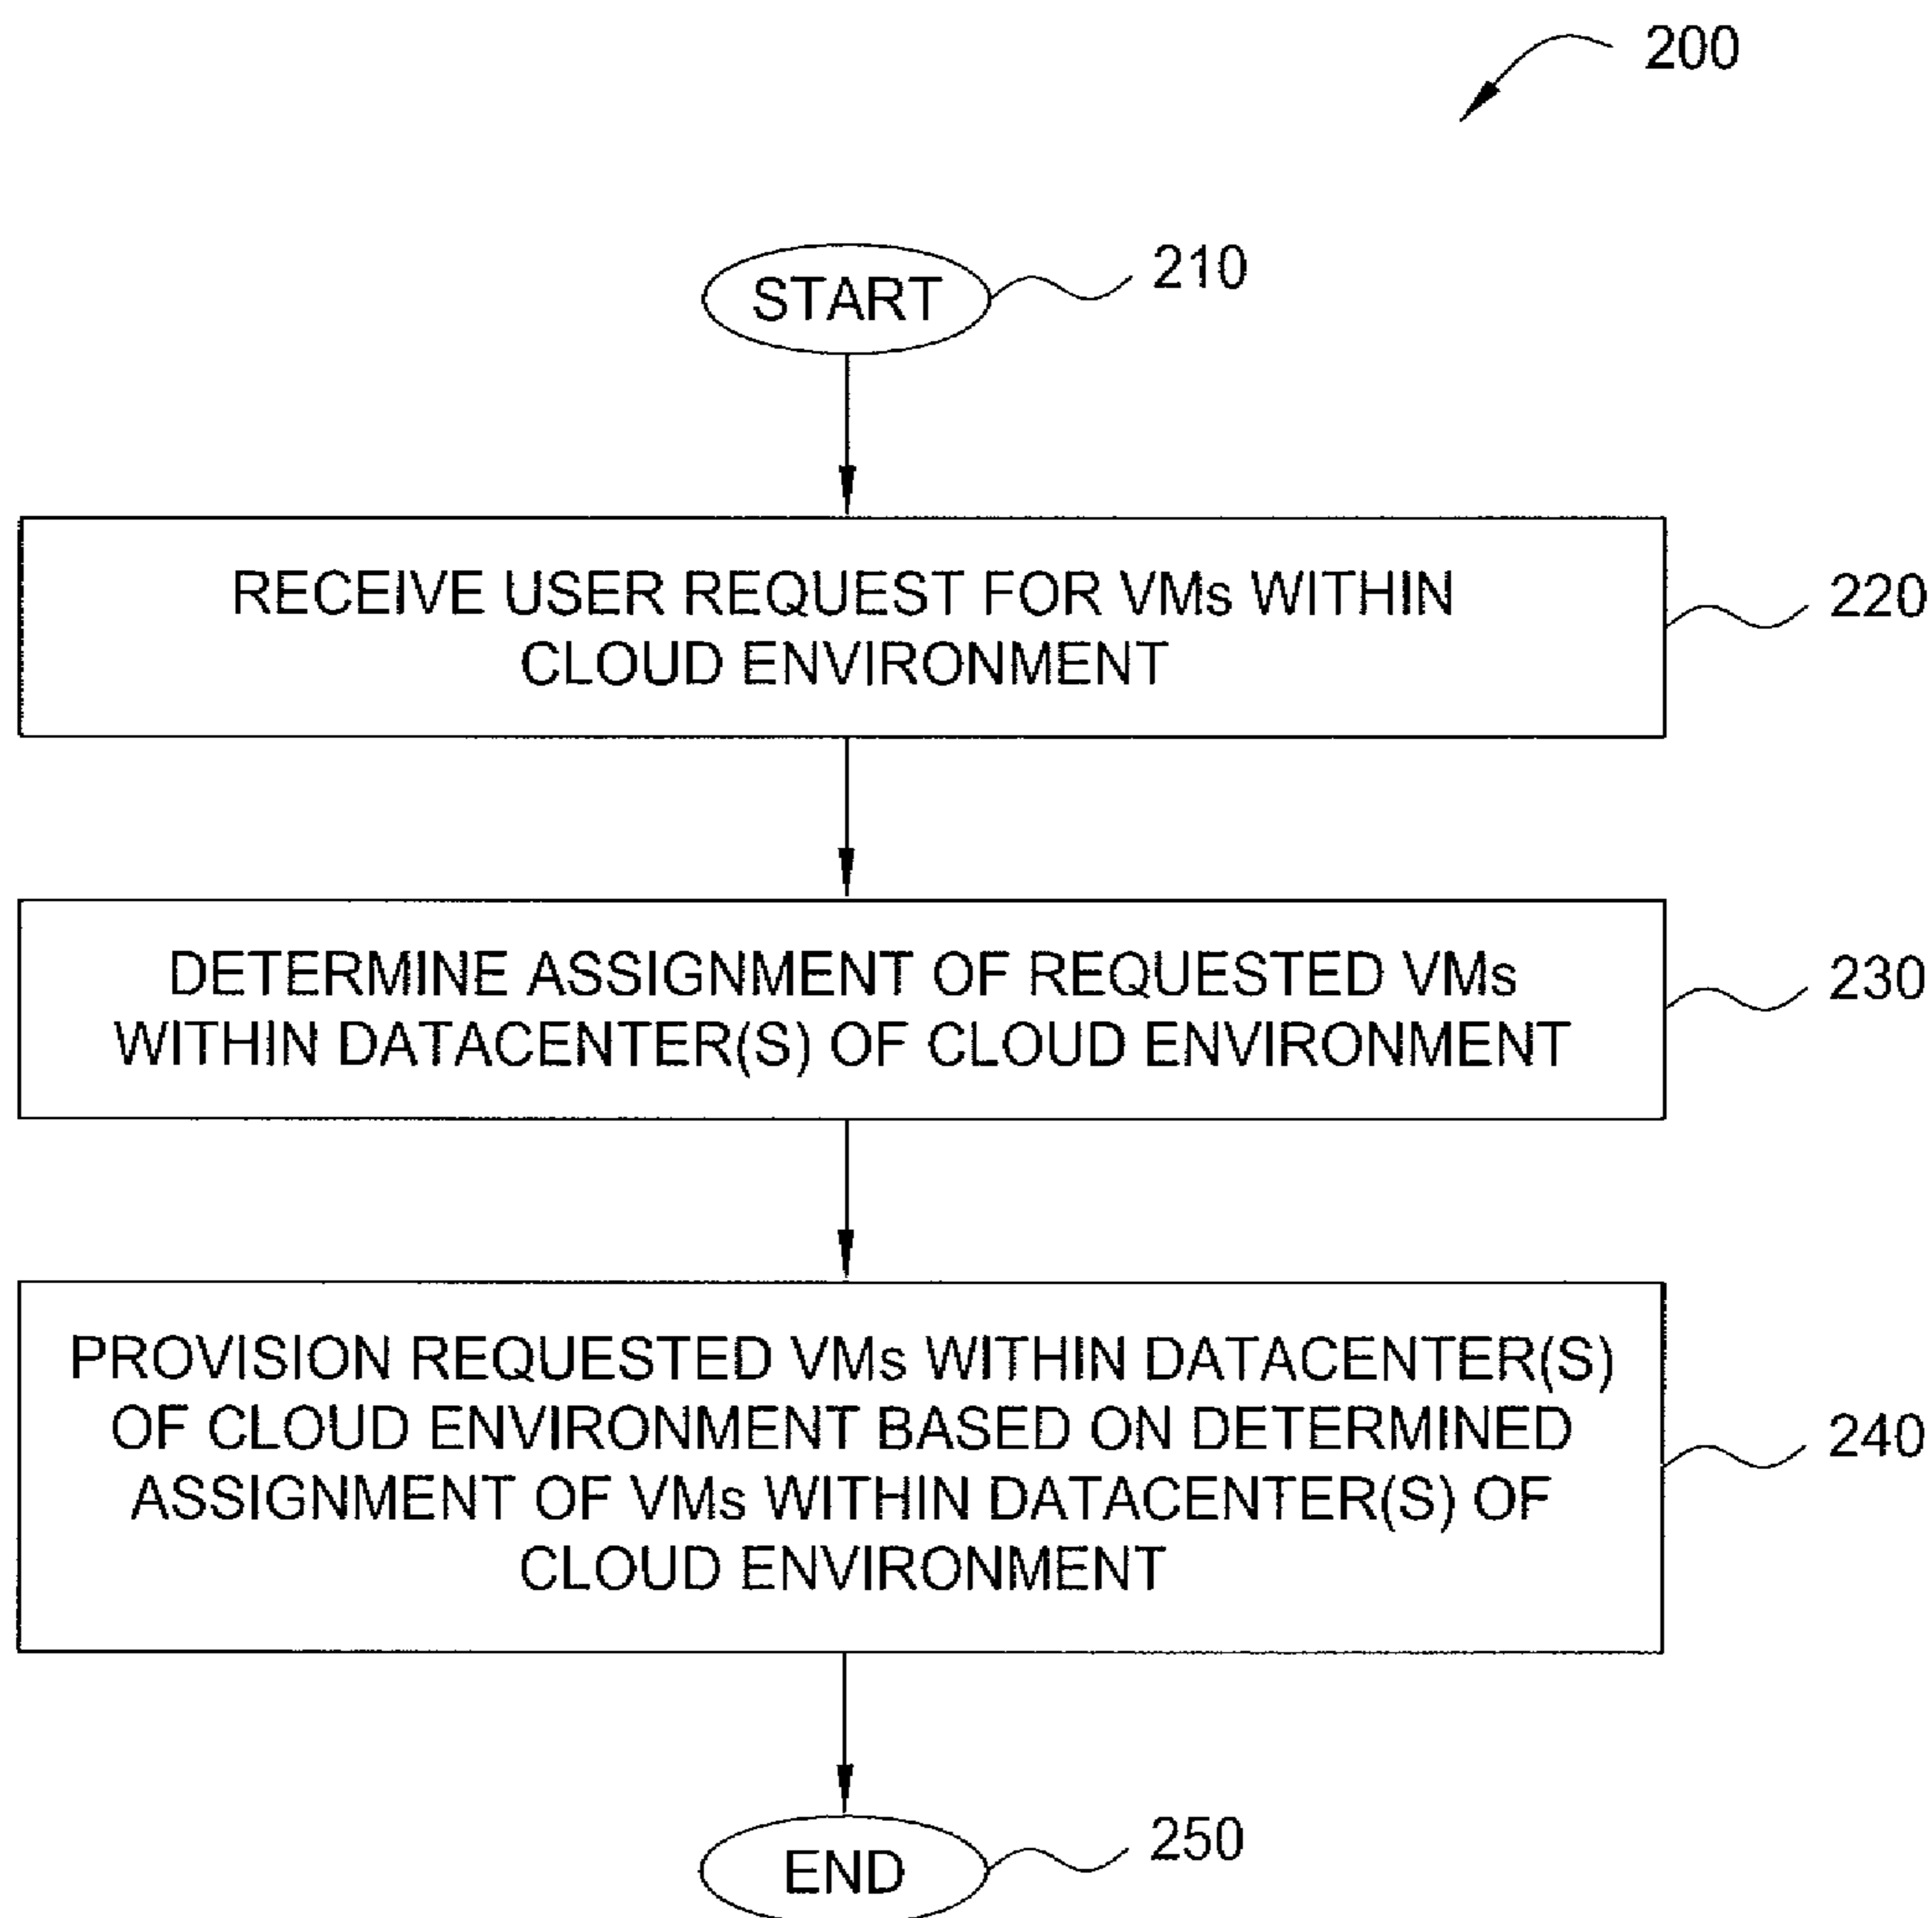 200
START
210
RECEIVE USER REQUEST FOR VMs WITHIN
CLOUD ENVIRONMENT
220
DETERMINE ASSIGNMENT OF REQUESTED VMs
WITHIN DATACENTER(S) OF CLOUD ENVIRONMENT
230
PROVISION REQUESTED VMs WITHIN DATACENTER(S)
OF CLOUD ENVIRONMENT BASED ON DETERMINED
ASSIGNMENT OF VMs WITHIN DATACENTER(S) OF
CLOUD ENVIRONMENT
240
END
250